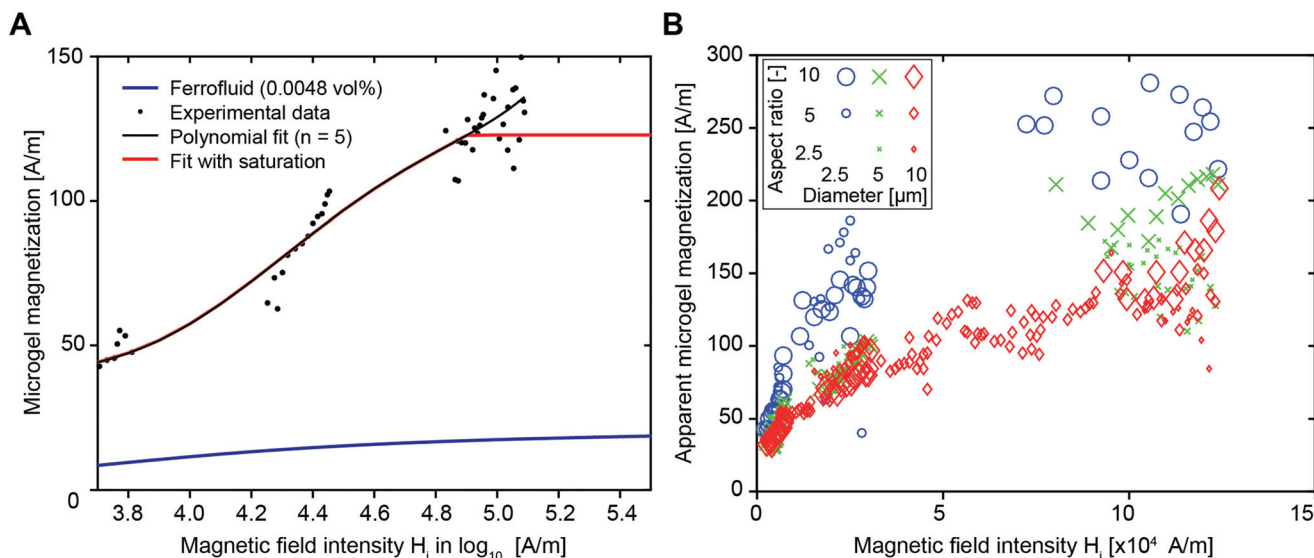 A
Microgel magnetization [A/m]
150
100
50
0
Ferrofluid (0.0048 vol%)
Experimental data
Polynomial fit (n = 5)
Fit with saturation
3.8 4.0 4.2 4.4 4.6 4.8 5.0 5.2 5.4
Magnetic field intensity Hi in log10 [A/m]
B
Apparent microgel magnetization [A/m]
300
250
200
150
100
50
0
Aspect ratio [-]
10
5
2.5
2.5 5 10
Diameter [µm]
0 5 10 15
Magnetic field intensity Hi [x10⁴ A/m]